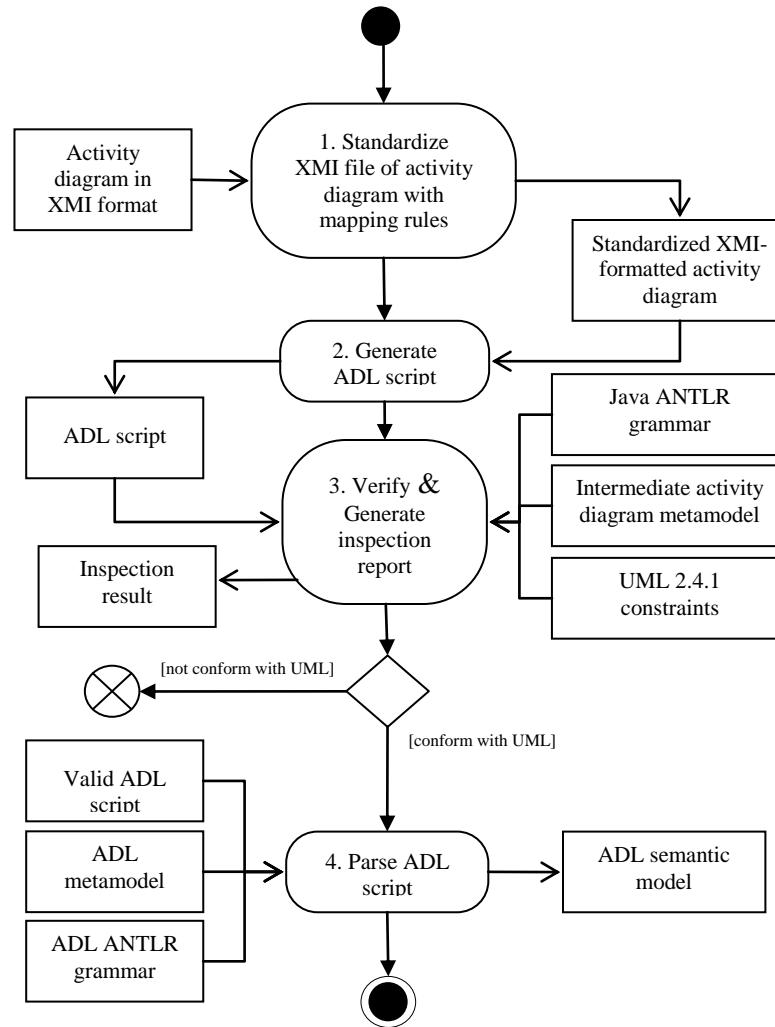 1. Standardize
XMI file of activity
diagram with
mapping rules
Activity
diagram in
XMI format
Standardized XMI-
formatted activity
diagram
2. Generate
ADL script
ADL script
Java ANTLR
grammar
3. Verify &
Generate
inspection
report
Intermediate activity
diagram metamodel
Inspection
result
UML 2.4.1
constraints
[not conform with UML]
[conform with UML]
Valid ADL
script
ADL
metamodel
4. Parse ADL
script
ADL semantic
model
ADL ANTLR
grammar